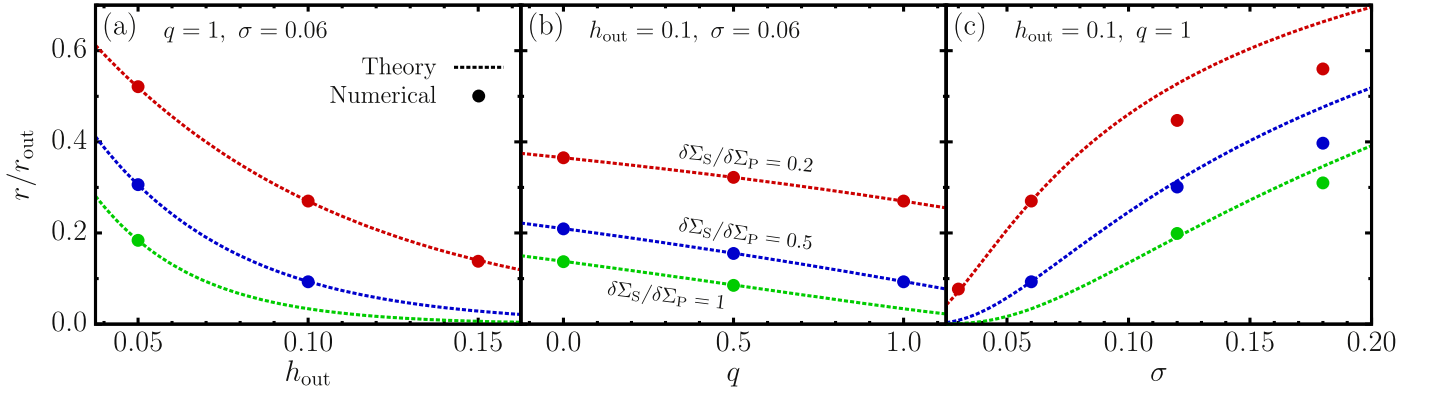 (a) q = 1, σ = 0.06
Theory
Numerical
(b) h_out = 0.1, σ = 0.06
δΣ_S/δΣ_P = 0.2
δΣ_S/δΣ_P = 0.5
δΣ_S/δΣ_P = 1
(c) h_out = 0.1, q = 1
r/r_out
0.6
0.4
0.2
0.0
0.05 0.10 0.15
h_out
0.0 0.5 1.0
q
0.05 0.10 0.15 0.20
σ